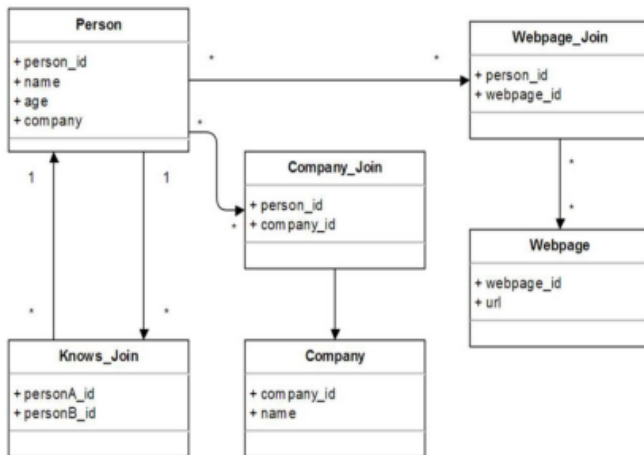 Person
+ person_id
+ name
+ age
+ company
*
*
Webpage_Join
+ person_id
+ webpage_id
*
*
1
1
Company_Join
+ person_id
+ company_id
*
*
Webpage
+ webpage_id
+ url
*
*
Knows_Join
+ personA_id
+ personB_id
Company
+ company_id
+ name